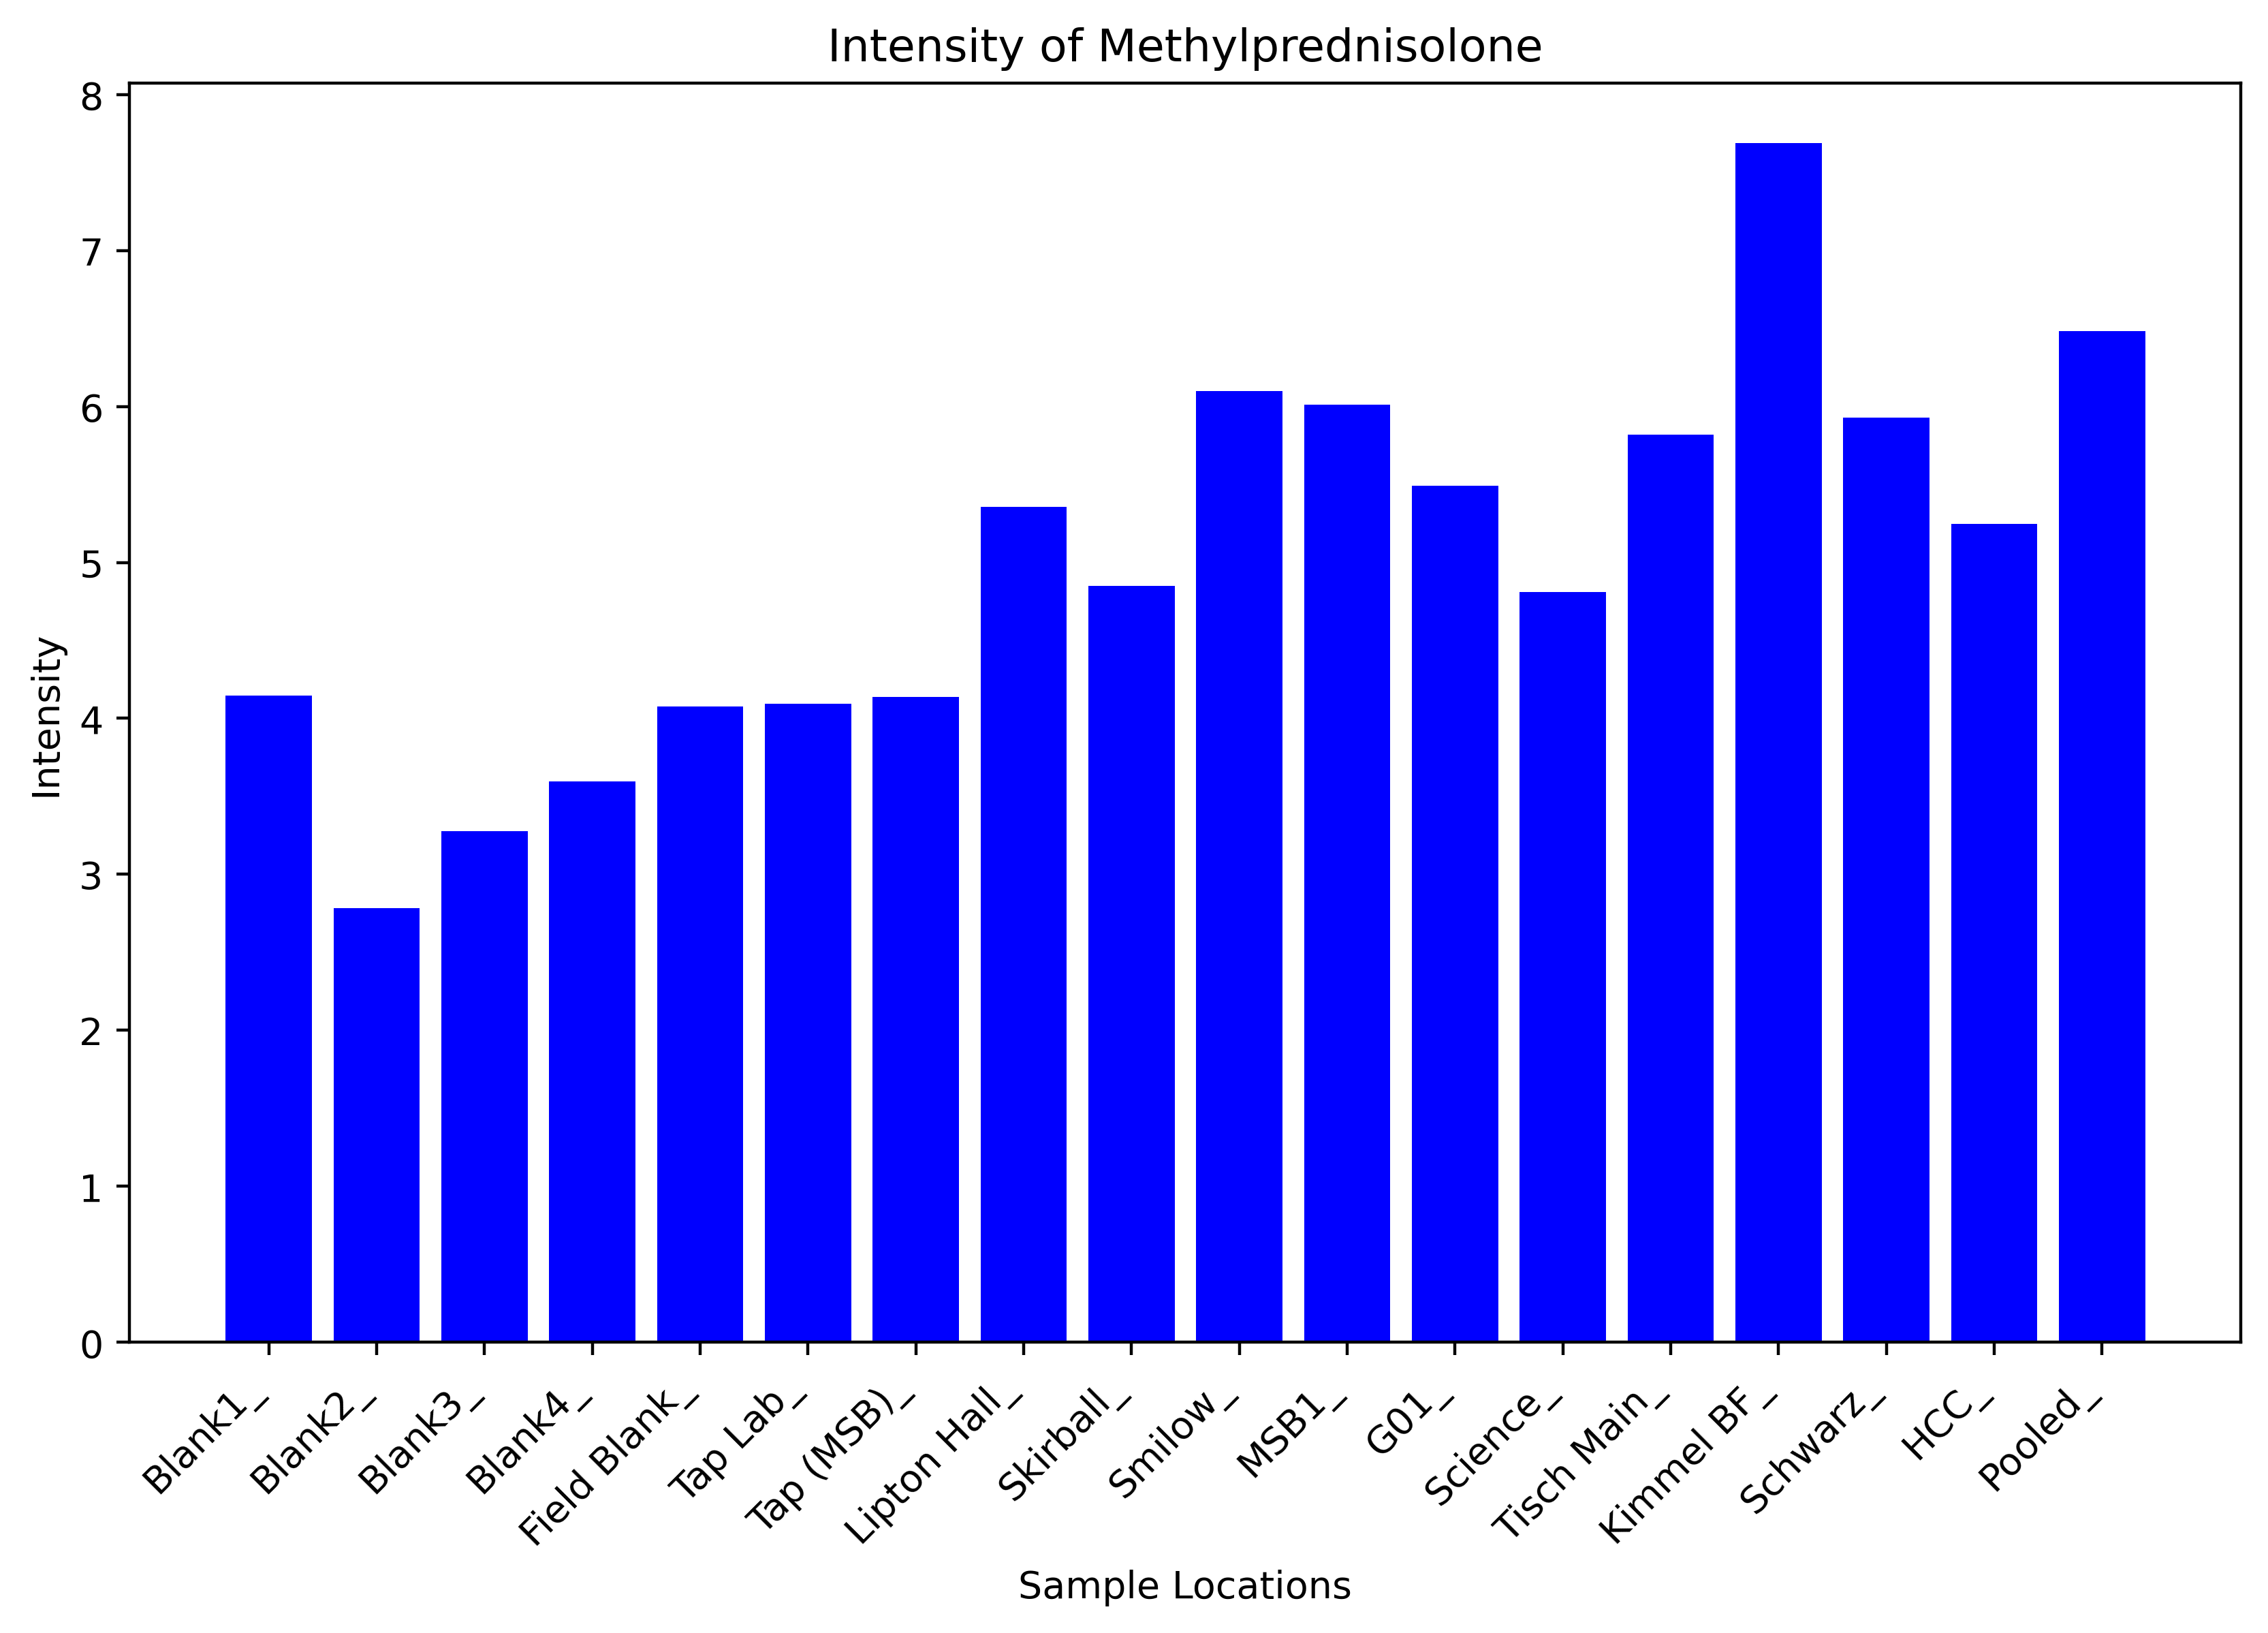 Intensity of Methylprednisolone
8
7
6
5
4
3
2
1
0
Intensity
Blank1_
Blank2_
Blank3_
Blank4_
Field Blank_
Tap Lab_
Tap (MSB)_
Lipton Hall_
Skirball_
Smilow_
MSB1_
G01_
Science_
Tisch Main_
Kimmel BF_
Schwarz_
HCC_
Pooled_
Sample Locations